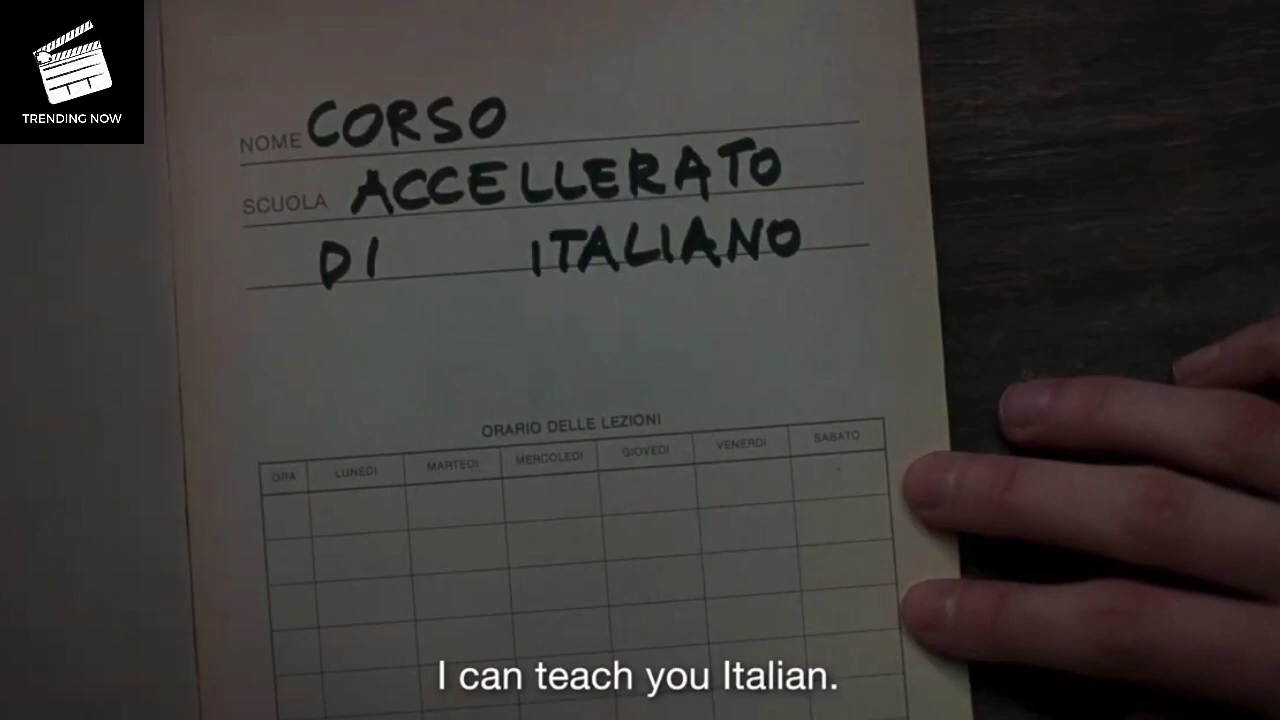 TRENDING NOW
NOME CORSO
SCUOLA ACCELLERATO
DI ITALIANO
ORARIO DELLE LEZIONI
ORA LUNEDI MARTEDI MERCOLEDI GIOVEDI VENERDI SABATO
I can teach you Italian.